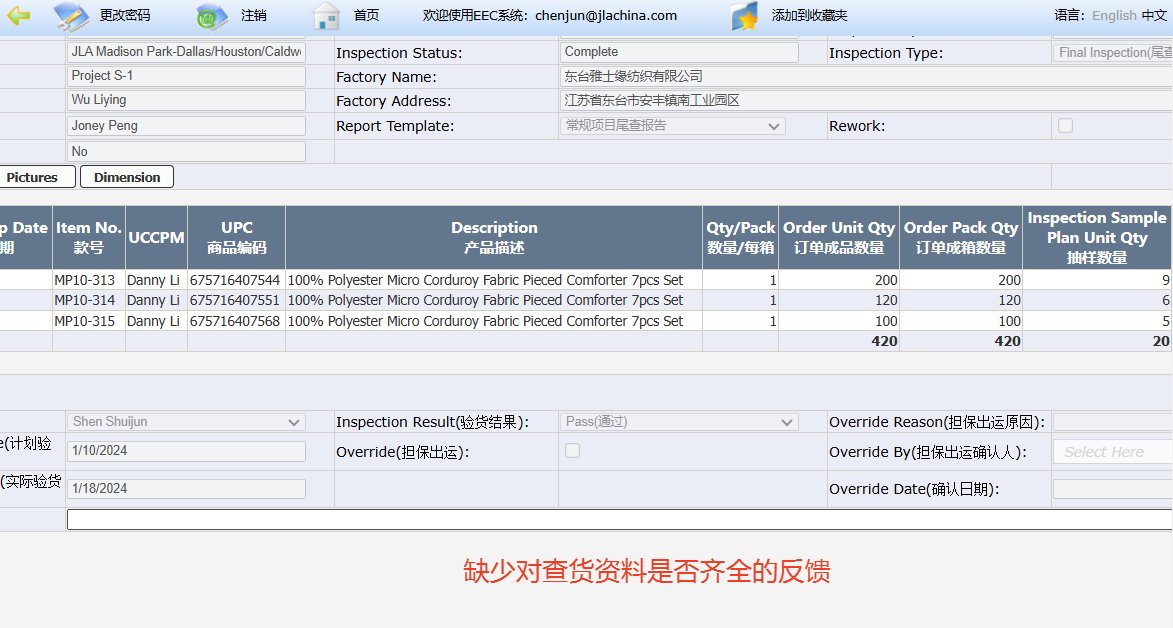 更改密码 注销 首页 欢迎使用EEC系统: chenjun@jlachina.com 添加到收藏夹 语言: English 中文
JLA Madison Park-Dallas/Houston/Caldw Inspection Status: Complete Inspection Type: Final Inspection(尾查
Project S-1 Factory Name: 东台雅士缘纺织有限公司
Wu Liying Factory Address: 江苏省东台市安丰镇南工业园区
Joney Peng Report Template: 常规项目尾查报告 Rework:
No
Pictures Dimension
p Date Item No. UCCPM UPC Description Qty/Pack Order Unit Qty Order Pack Qty Inspection Sample Plan Unit Qty
期 款号 商品编码 产品描述 数量/每箱 订单成品数量 订单成箱数量 抽样数量
MP10-313 Danny Li 675716407544 100% Polyester Micro Corduroy Fabric Pieced Comforter 7pcs Set 1 200 200 9
MP10-314 Danny Li 675716407551 100% Polyester Micro Corduroy Fabric Pieced Comforter 7pcs Set 1 120 120 6
MP10-315 Danny Li 675716407568 100% Polyester Micro Corduroy Fabric Pieced Comforter 7pcs Set 1 100 100 5
420 420 20
Shen Shuijun Inspection Result(验货结果): Pass(通过) Override Reason(担保出运原因):
e(计划验 1/10/2024 Override(担保出运): Override By(担保出运确认人): Select Here
(实际验货 1/18/2024 Override Date(确认日期):
缺少对查货资料是否齐全的反馈